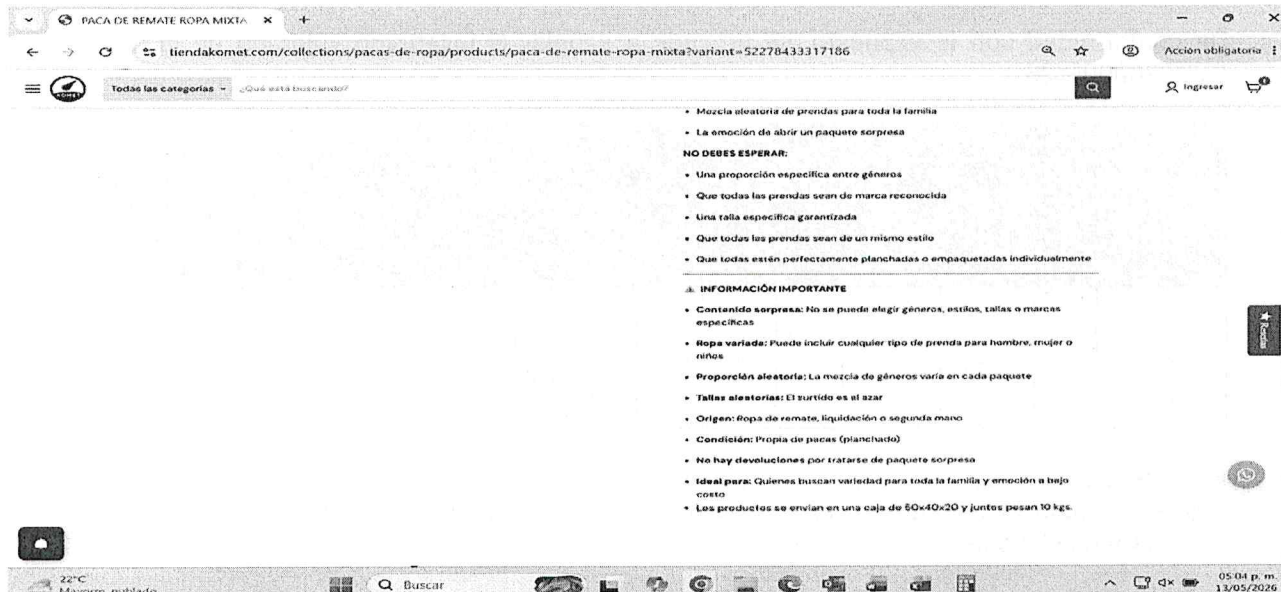 PACA DE REMATE ROPA MIXTA
tiendakomet.com/collections/pacas-de-ropa/products/paca-de-remate-ropa-mixta?variant=52278433317186
Acción obligatoria
KOMET
Todas las categorías
¿Qué está buscando?
Ingresar
0
• Mezcla aleatoria de prendas para toda la familia
• La emoción de abrir un paquete sorpresa
NO DEBES ESPERAR:
• Una proporción específica entre géneros
• Que todas las prendas sean de marca reconocida
• Una talla específica garantizada
• Que todas las prendas sean de un mismo estilo
• Que todas estén perfectamente planchadas o empaquetadas individualmente
⚠ INFORMACIÓN IMPORTANTE
• Contenido sorpresa: No se puede elegir géneros, estilos, tallas o marcas
específicas
• Ropa variada: Puede incluir cualquier tipo de prenda para hombre, mujer o
niños
• Proporción aleatoria: La mezcla de géneros varía en cada paquete
• Tallas aleatorias: El surtido es al azar
• Origen: Ropa de remate, liquidación o segunda mano
• Condición: Propia de pacas (planchado)
• No hay devoluciones por tratarse de paquete sorpresa
• Ideal para: Quienes buscan variedad para toda la familia y emoción a bajo
costo
• Los productos se envían en una caja de 60x40x20 y juntos pesan 10 kgs.
22°C
Mayorm. nublado
Buscar
05:04 p. m.
13/05/2026